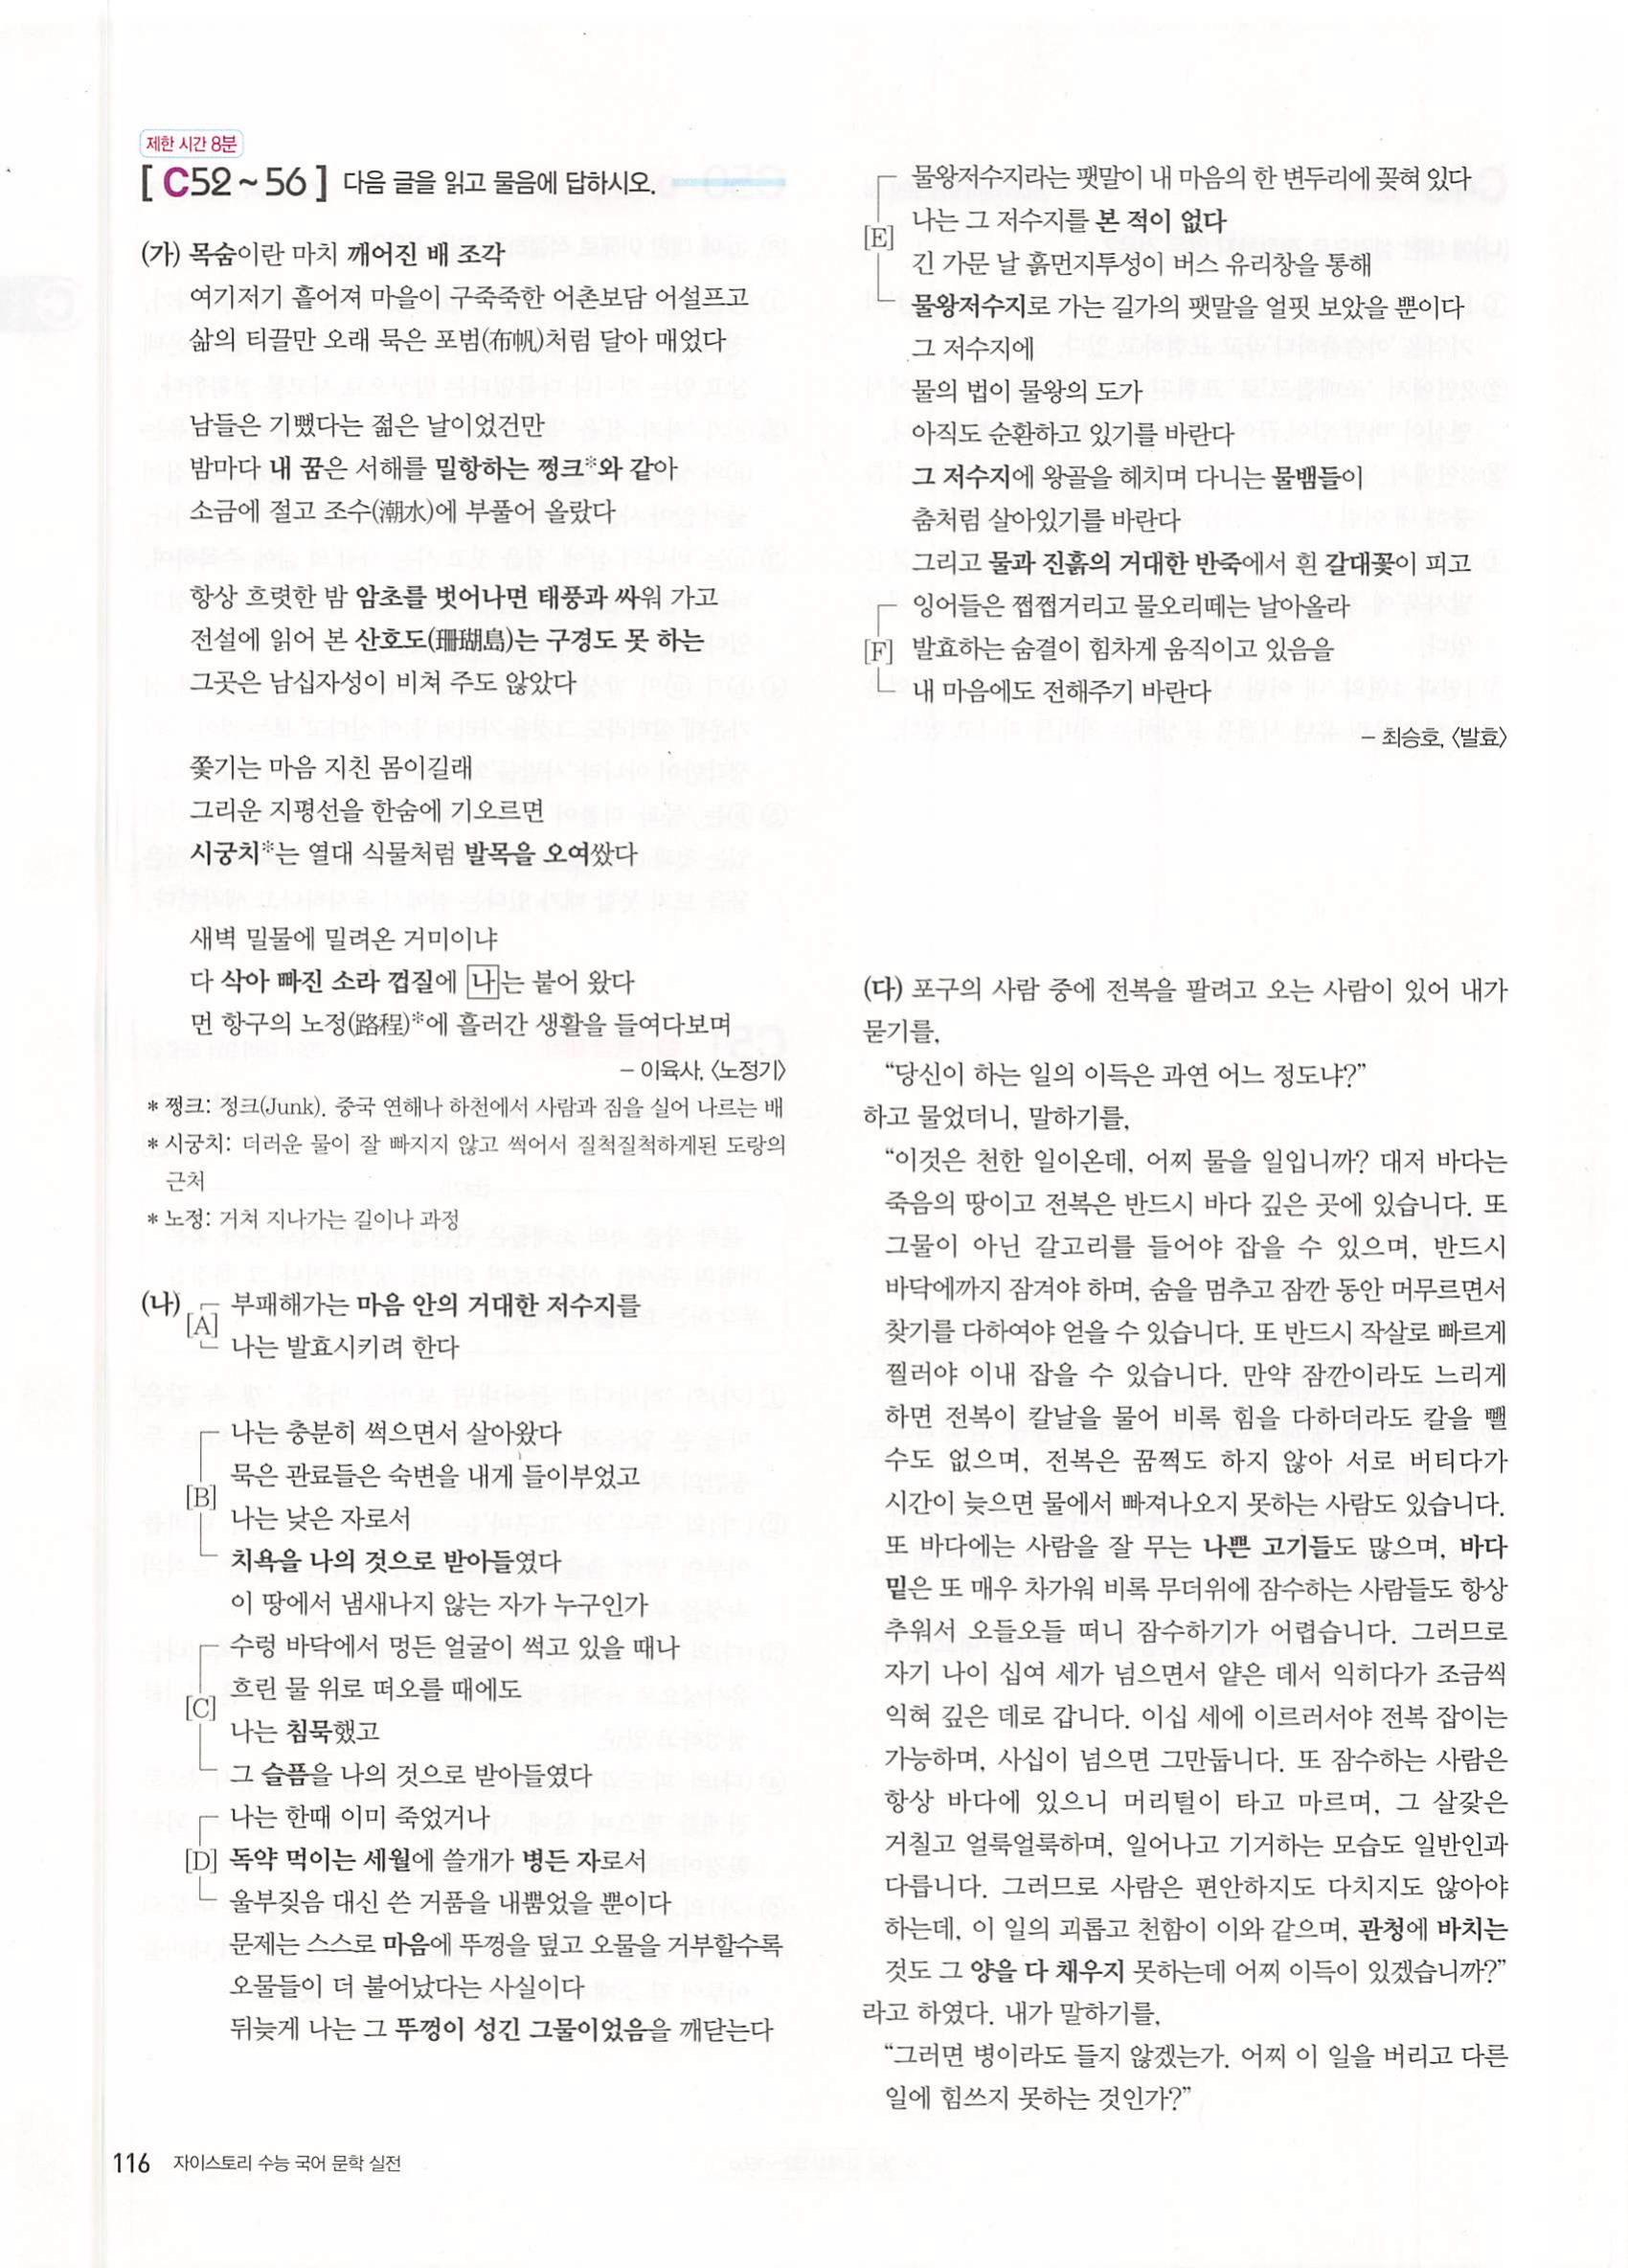 제한 시간 8분
[ C52 ~ 56 ] 다음 글을 읽고 물음에 답하시오.
(가) 목숨이란 마치 깨어진 배 조각
여기저기 흩어져 마을이 구죽죽한 어촌보담 어설프고
삶의 티끌만 오래 묵은 포범(布帆)처럼 달아 매었다
남들은 기뻤다는 젊은 날이었건만
밤마다 내 꿈은 서해를 밀항하는 쩡크*와 같아
소금에 절고 조수(潮水)에 부풀어 올랐다
항상 흐렷한 밤 암초를 벗어나면 태풍과 싸워 가고
전설에 읽어 본 산호도(珊瑚島)는 구경도 못 하는
그곳은 남십자성이 비쳐 주도 않았다
쫓기는 마음 지친 몸이길래
그리운 지평선을 한숨에 기오르면
시궁치*는 열대 식물처럼 발목을 오여쌌다
새벽 밀물에 밀려온 거미이냐
다 삭아 빠진 소라 껍질에 나는 붙어 왔다
먼 항구의 노정(路程)*에 흘러간 생활을 들여다보며
- 이육사, 〈노정기〉
* 쩡크: 정크(Junk). 중국 연해나 하천에서 사람과 짐을 실어 나르는 배
* 시궁치: 더러운 물이 잘 빠지지 않고 썩어서 질척질척하게된 도랑의
근처
* 노정: 거쳐 지나가는 길이나 과정
(나) [A] 부패해가는 마음 안의 거대한 저수지를
나는 발효시키려 한다
[B] 나는 충분히 썩으면서 살아왔다
묵은 관료들은 숙변을 내게 들이부었고
나는 낮은 자로서
치욕을 나의 것으로 받아들였다
이 땅에서 냄새나지 않는 자가 누구인가
[C] 수렁 바닥에서 멍든 얼굴이 썩고 있을 때나
흐린 물 위로 떠오를 때에도
나는 침묵했고
그 슬픔을 나의 것으로 받아들였다
[D] 나는 한때 이미 죽었거나
독약 먹이는 세월에 쓸개가 병든 자로서
울부짖음 대신 쓴 거품을 내뿜었을 뿐이다
문제는 스스로 마음에 뚜껑을 덮고 오물을 거부할수록
오물들이 더 불어났다는 사실이다
뒤늦게 나는 그 뚜껑이 성긴 그물이었음을 깨닫는다
[E] 물왕저수지라는 팻말이 내 마음의 한 변두리에 꽂혀 있다
나는 그 저수지를 본 적이 없다
긴 가문 날 흙먼지투성이 버스 유리창을 통해
물왕저수지로 가는 길가의 팻말을 얼핏 보았을 뿐이다
그 저수지에
물의 법이 물왕의 도가
아직도 순환하고 있기를 바란다
그 저수지에 왕골을 헤치며 다니는 물뱀들이
춤처럼 살아있기를 바란다
그리고 물과 진흙의 거대한 반죽에서 흰 갈대꽃이 피고
[F] 잉어들은 쩝쩝거리고 물오리떼는 날아올라
발효하는 숨결이 힘차게 움직이고 있음을
내 마음에도 전해주기 바란다
- 최승호, 〈발효〉
(다) 포구의 사람 중에 전복을 팔려고 오는 사람이 있어 내가
묻기를,
“당신이 하는 일의 이득은 과연 어느 정도냐?”
하고 물었더니, 말하기를,
“이것은 천한 일이온데, 어찌 물을 일입니까? 대저 바다는
죽음의 땅이고 전복은 반드시 바다 깊은 곳에 있습니다. 또
그물이 아닌 갈고리를 들어야 잡을 수 있으며, 반드시
바닥에까지 잠겨야 하며, 숨을 멈추고 잠깐 동안 머무르면서
찾기를 다하여야 얻을 수 있습니다. 또 반드시 작살로 빠르게
찔러야 이내 잡을 수 있습니다. 만약 잠깐이라도 느리게
하면 전복이 칼날을 물어 비록 힘을 다하더라도 칼을 뺄
수도 없으며, 전복은 꿈쩍도 하지 않아 서로 버티다가
시간이 늦으면 물에서 빠져나오지 못하는 사람도 있습니다.
또 바다에는 사람을 잘 무는 나쁜 고기들도 많으며, 바다
밑은 또 매우 차가워 비록 무더위에 잠수하는 사람들도 항상
추워서 오들오들 떠니 잠수하기가 어렵습니다. 그러므로
자기 나이 십여 세가 넘으면서 얕은 데서 익히다가 조금씩
익혀 깊은 데로 갑니다. 이십 세에 이르러서야 전복 잡이는
가능하며, 사십이 넘으면 그만둡니다. 또 잠수하는 사람은
항상 바다에 있으니 머리털이 타고 마르며, 그 살갗은
거칠고 얼룩얼룩하며, 일어나고 기거하는 모습도 일반인과
다릅니다. 그러므로 사람은 편안하지도 다치지도 않아야
하는데, 이 일의 괴롭고 천함이 이와 같으며, 관청에 바치는
것도 그 양을 다 채우지 못하는데 어찌 이득이 있겠습니까?”
라고 하였다. 내가 말하기를,
“그러면 병이라도 들지 않겠는가. 어찌 이 일을 버리고 다른
일에 힘쓰지 못하는 것인가?”
116 자이스토리 수능 국어 문학 실전